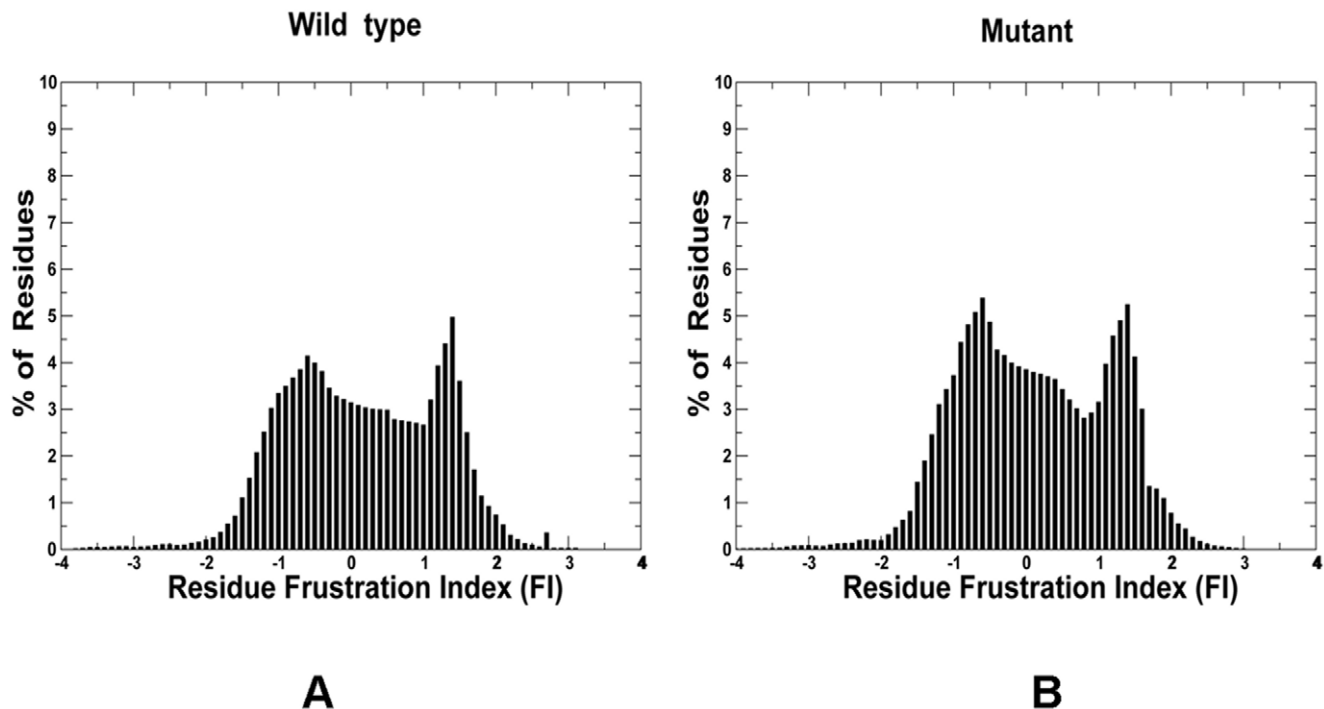 Wild type
10
9
8
7
6
5
4
3
2
1
0
% of Residues
-4 -3 -2 -1 0 1 2 3 4
Residue Frustration Index (FI)
A
Mutant
10
9
8
7
6
5
4
3
2
1
0
% of Residues
-4 -3 -2 -1 0 1 2 3 4
Residue Frustration Index (FI)
B